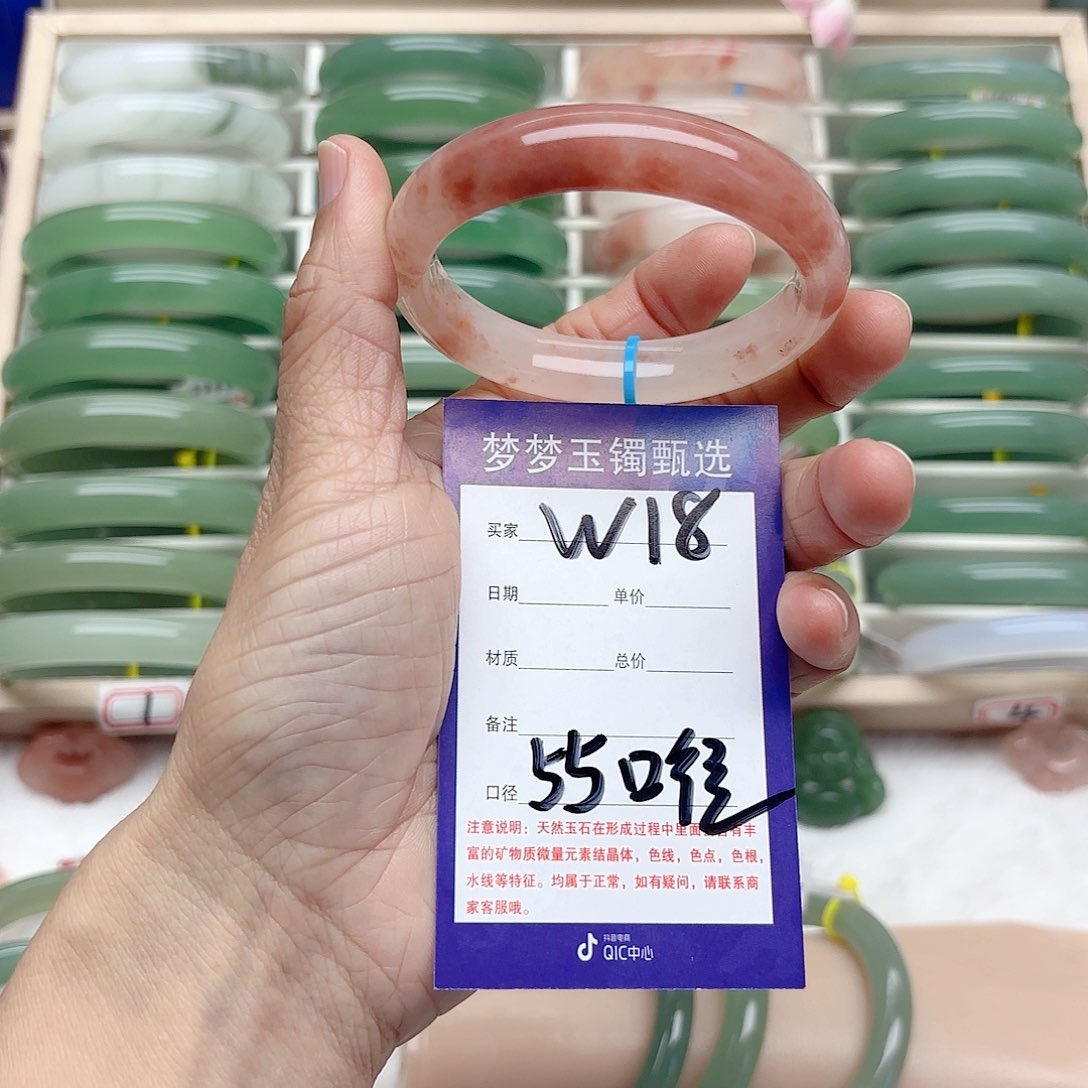 梦梦玉镯甄选
买家 W18
日期 单价
材质 总价
备注
口径 55口径
注意说明：天然玉石在形成过程中里面会含有丰
富的矿物质微量元素结晶体，色线，色点，色根，
水线等特征。均属于正常，如有疑问，请联系商
家客服哦。
抖音电商
QIC中心
1